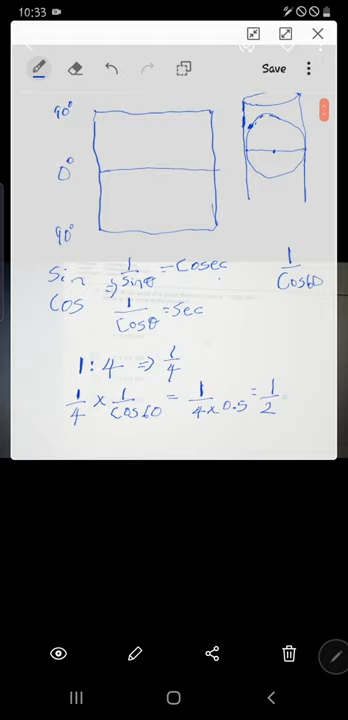 10:33
Save
90°
0°
90°
Sin ⇒ 1/Sinθ = Cosec
1/Cos60
Cos 1/Cosθ = Sec
1 : 4 ⇒ 1/4
1/4 × 1/Cos60 = 1/4×0.5 = 1/2